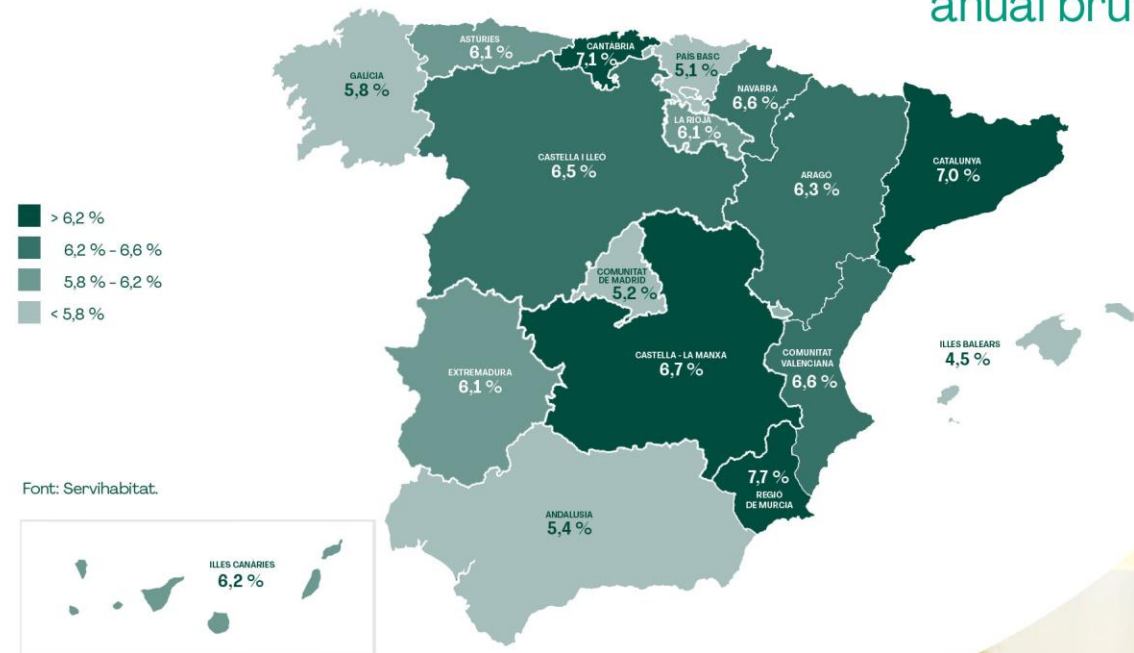 anual bru
ASTÚRIES
6,1 %
CANTÀBRIA
7,1 %
PAÍS BASC
5,1 %
GALÍCIA
5,8 %
NAVARRA
6,6 %
LA RIOJA
6,1 %
CASTELLA I LLEÓ
6,5 %
ARAGÓ
6,3 %
CATALUNYA
7,0 %
> 6,2 %
6,2 % - 6,6 %
5,8 % - 6,2 %
< 5,8 %
COMUNITAT
DE MADRID
5,2 %
ILLES BALEARS
4,5 %
CASTELLA - LA MANXA
6,7 %
COMUNITAT
VALENCIANA
6,6 %
EXTREMADURA
6,1 %
7,7 %
REGIÓ
DE MURCIA
Font: Servihabitat.
ANDALUSIA
5,4 %
ILLES CANÀRIES
6,2 %